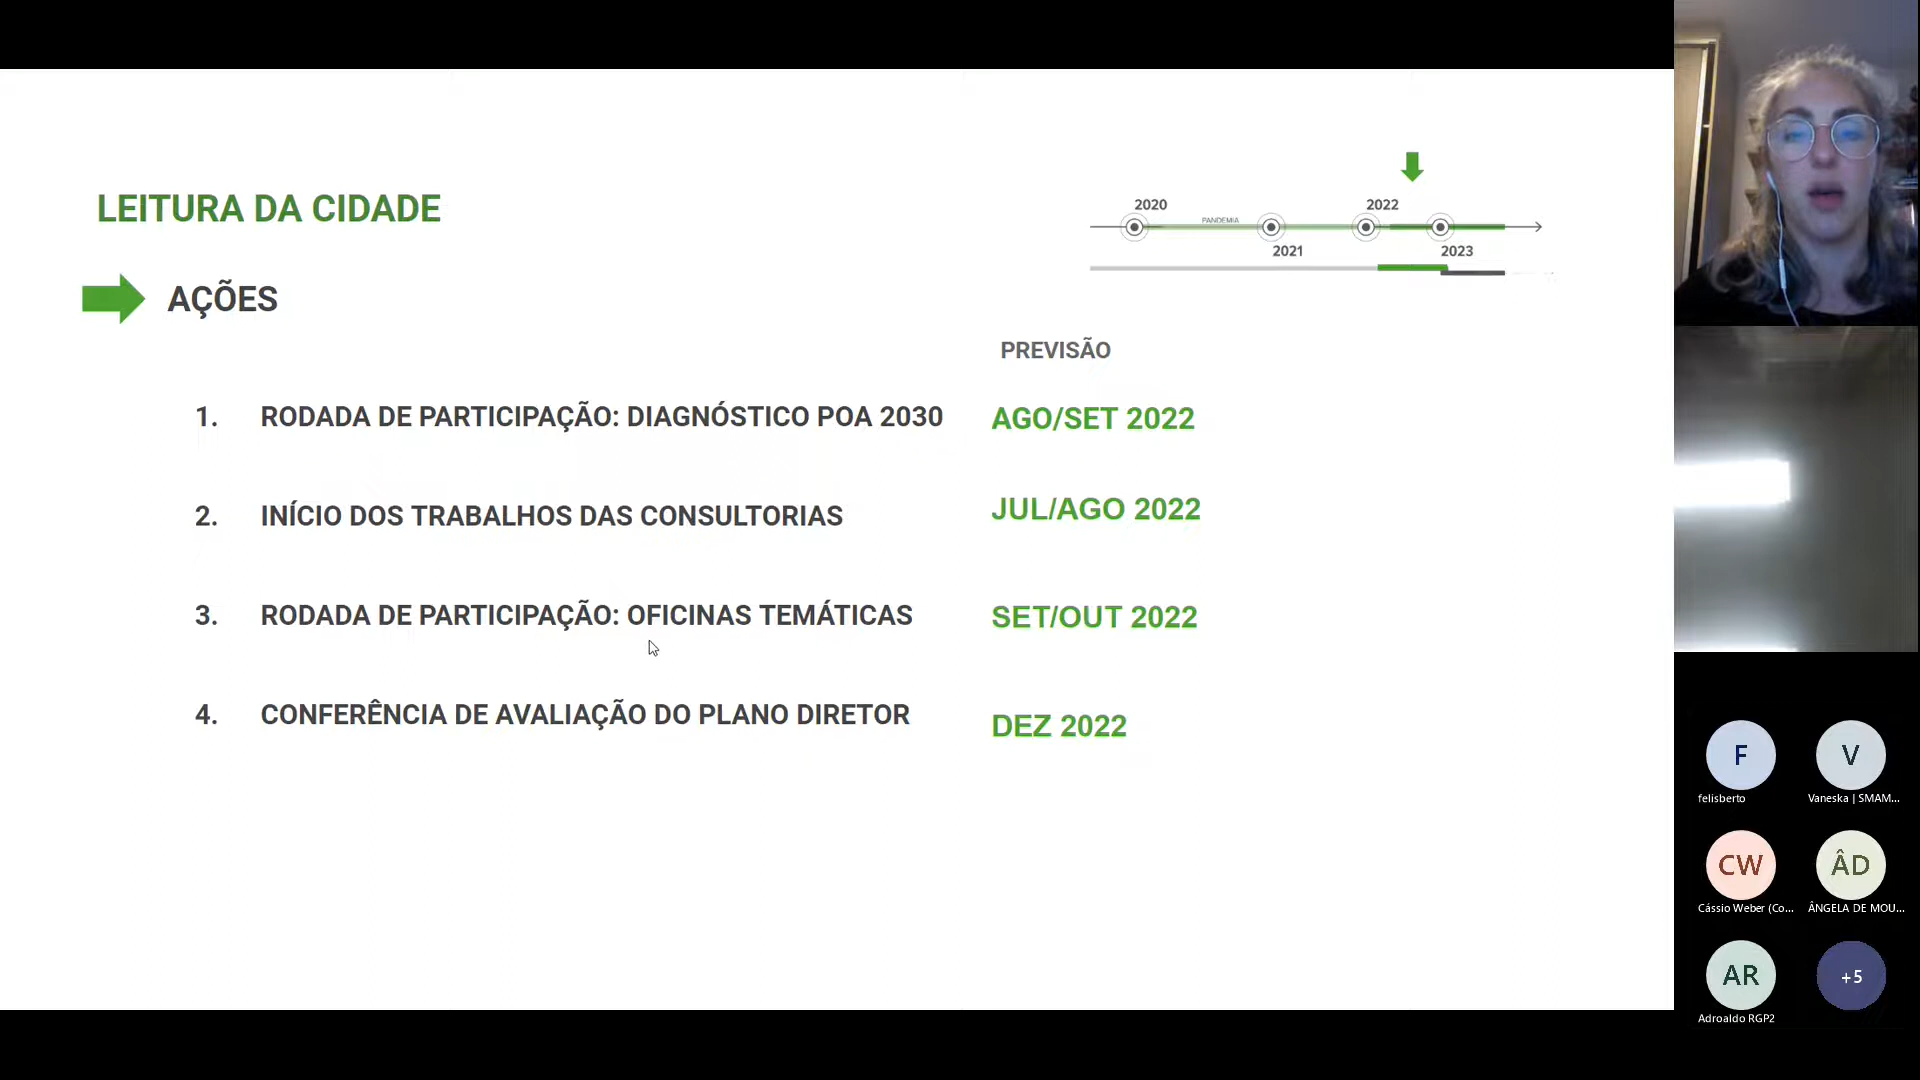 LEITURA DA CIDADE
2020
2022
PANDEMIA
2021
2023
AÇÕES
PREVISÃO
1. RODADA DE PARTICIPAÇÃO: DIAGNÓSTICO POA 2030 AGO/SET 2022
2. INÍCIO DOS TRABALHOS DAS CONSULTORIAS JUL/AGO 2022
3. RODADA DE PARTICIPAÇÃO: OFICINAS TEMÁTICAS SET/OUT 2022
4. CONFERÊNCIA DE AVALIAÇÃO DO PLANO DIRETOR DEZ 2022
F V
felisberto Vaneska | SMAM...
CW ÂD
Cássio Weber (Co... ÂNGELA DE MOU...
AR +5
Adroaldo RGP2